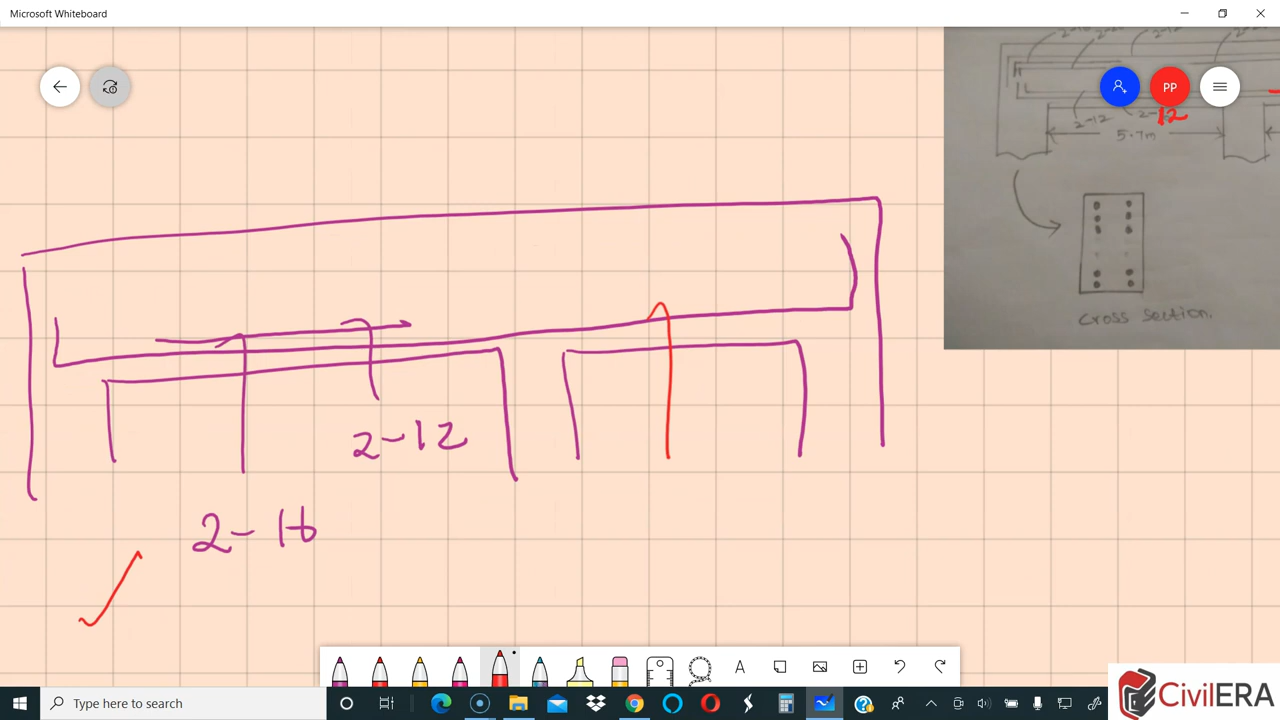 Microsoft Whiteboard
PP
2-12
12
5.7m
cross section.
2-12
2-16
A
Type here to search
CivilERA